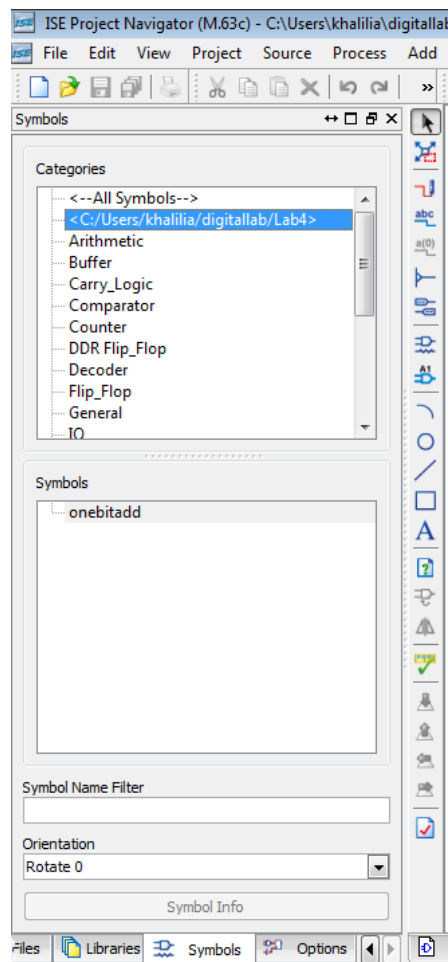 ISE Project Navigator (M.63c) - C:\Users\khalilia\digitallab
File Edit View Project Source Process Add
Symbols
Categories
<--All Symbols-->
<C:/Users/khalilia/digitallab/Lab4>
Arithmetic
Buffer
Carry_Logic
Comparator
Counter
DDR Flip_Flop
Decoder
Flip_Flop
General
IO
Symbols
onebitadd
Symbol Name Filter
Orientation
Rotate 0
Symbol Info
Files Libraries Symbols Options
abc
a(0)
A1
A